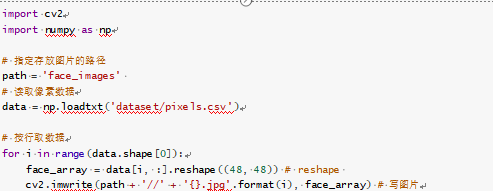 import cv2
import numpy as np
# 指定存放图片的路径
path = 'face_images'
# 读取像素数据
data = np.loadtxt('dataset/pixels.csv')
# 按行取数据
for i in range(data.shape[0]):
    face_array = data[i, :].reshape((48, 48)) # reshape
    cv2.imwrite(path + '//' + '{}.jpg'.format(i), face_array) # 写图片